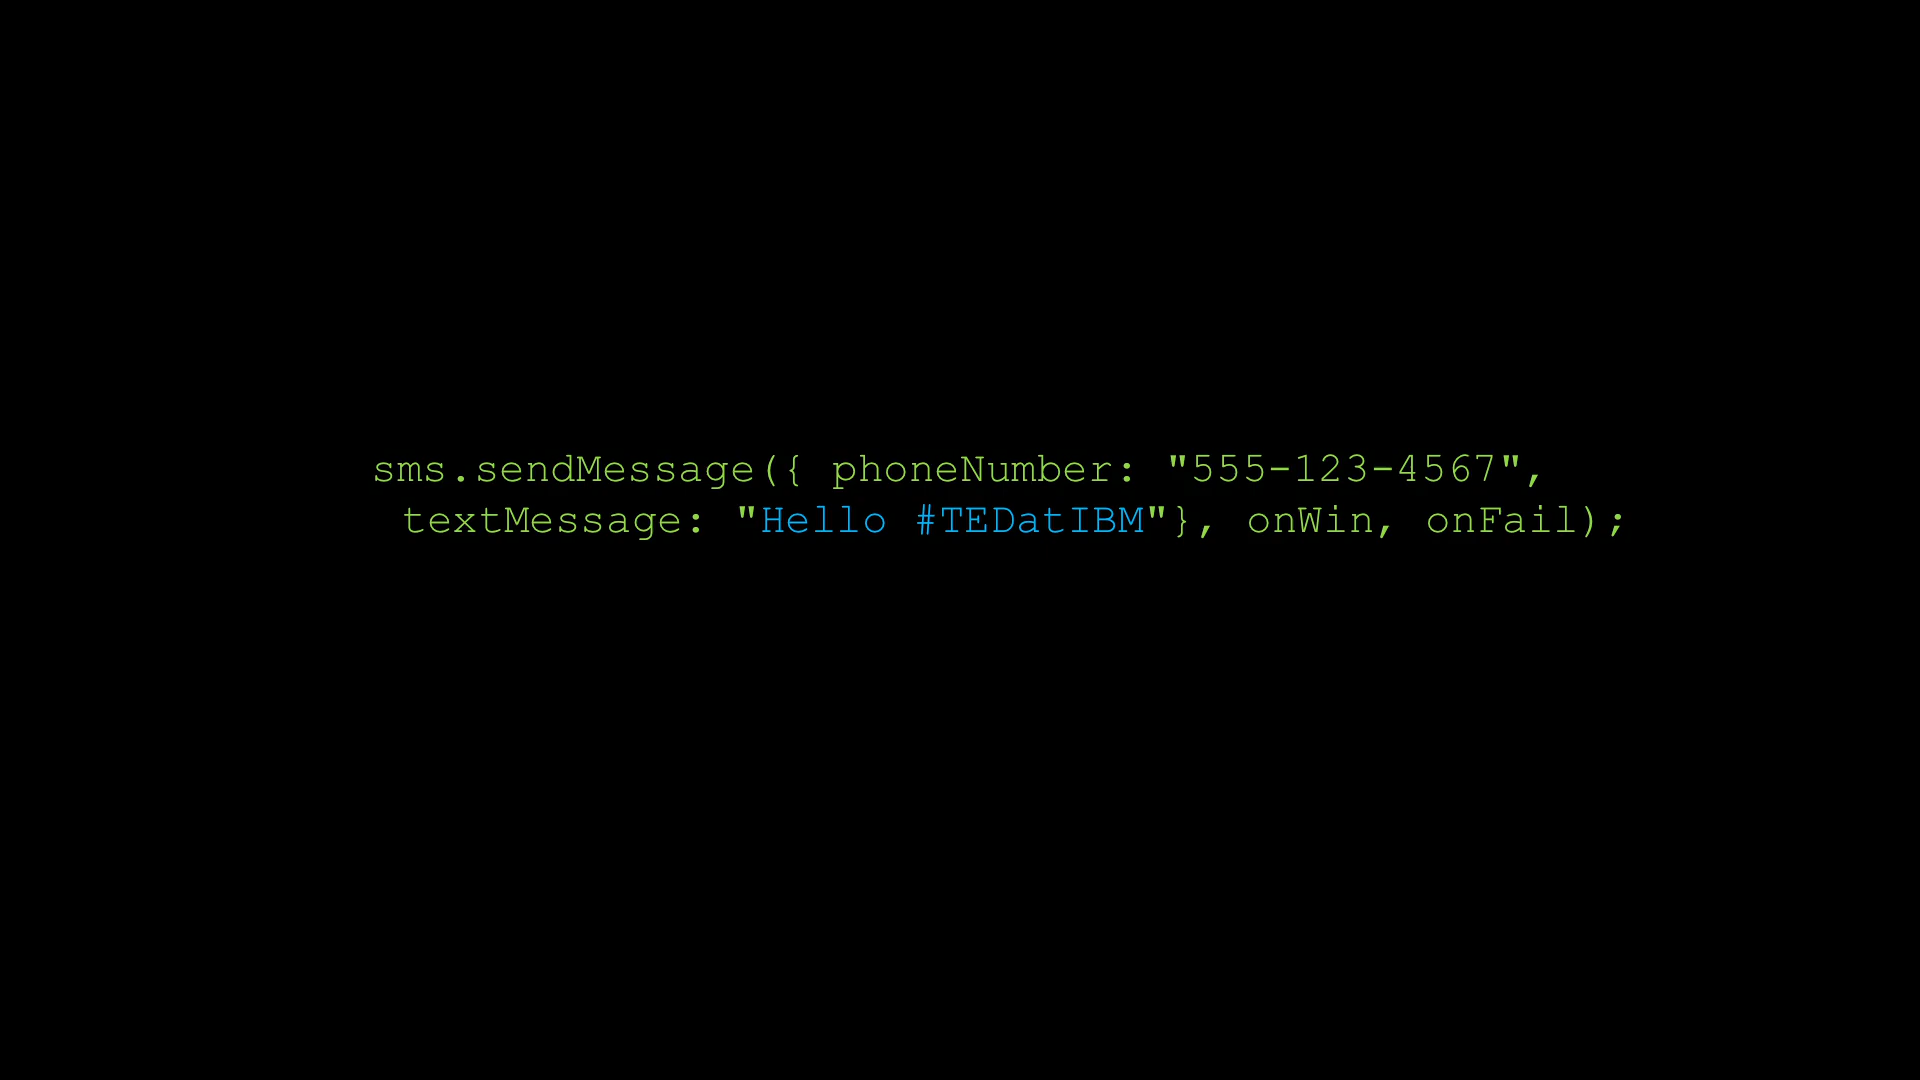 sms.sendMessage({ phoneNumber: "555-123-4567",
textMessage: "Hello #TEDatIBM"}, onWin, onFail);